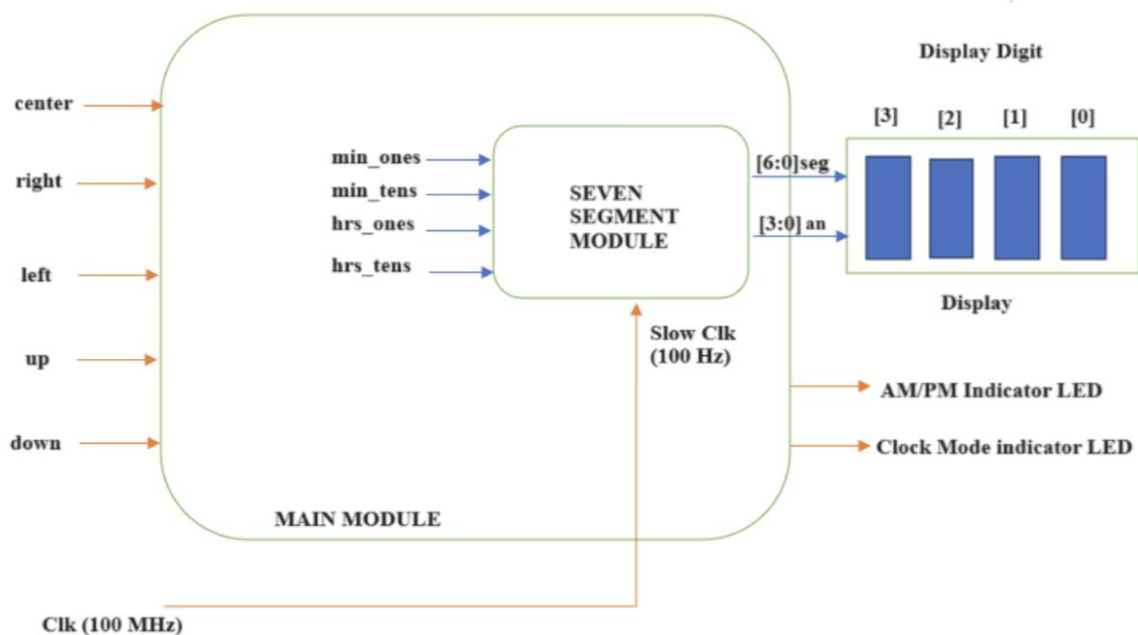 Display Digit
[3] [2] [1] [0]
center
right
left
up
down
min_ones
min_tens
hrs_ones
hrs_tens
SEVEN
SEGMENT
MODULE
[6:0]seg
[3:0] an
Display
Slow Clk
(100 Hz)
AM/PM Indicator LED
Clock Mode indicator LED
MAIN MODULE
Clk (100 MHz)